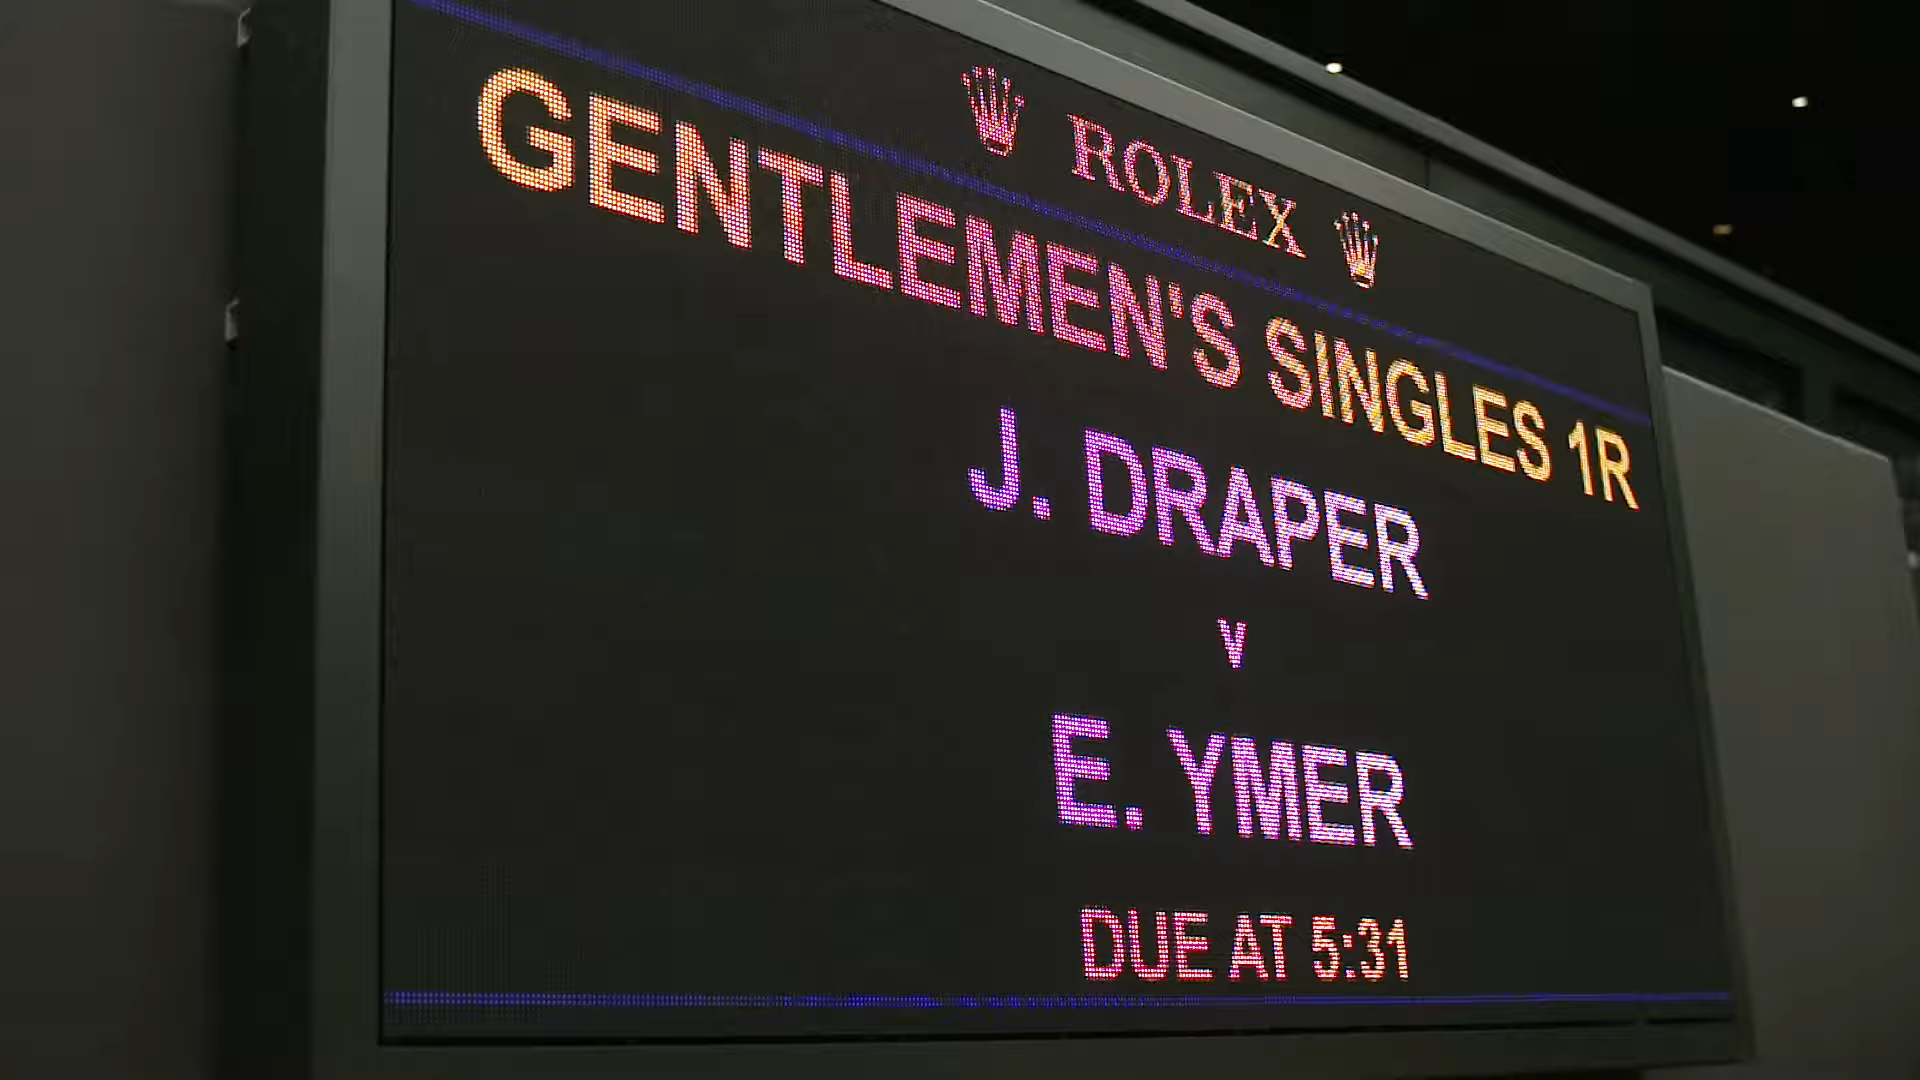 ROLEX
GENTLEMEN'S SINGLES 1R
J. DRAPER
V
E. YMER
DUE AT 5:31